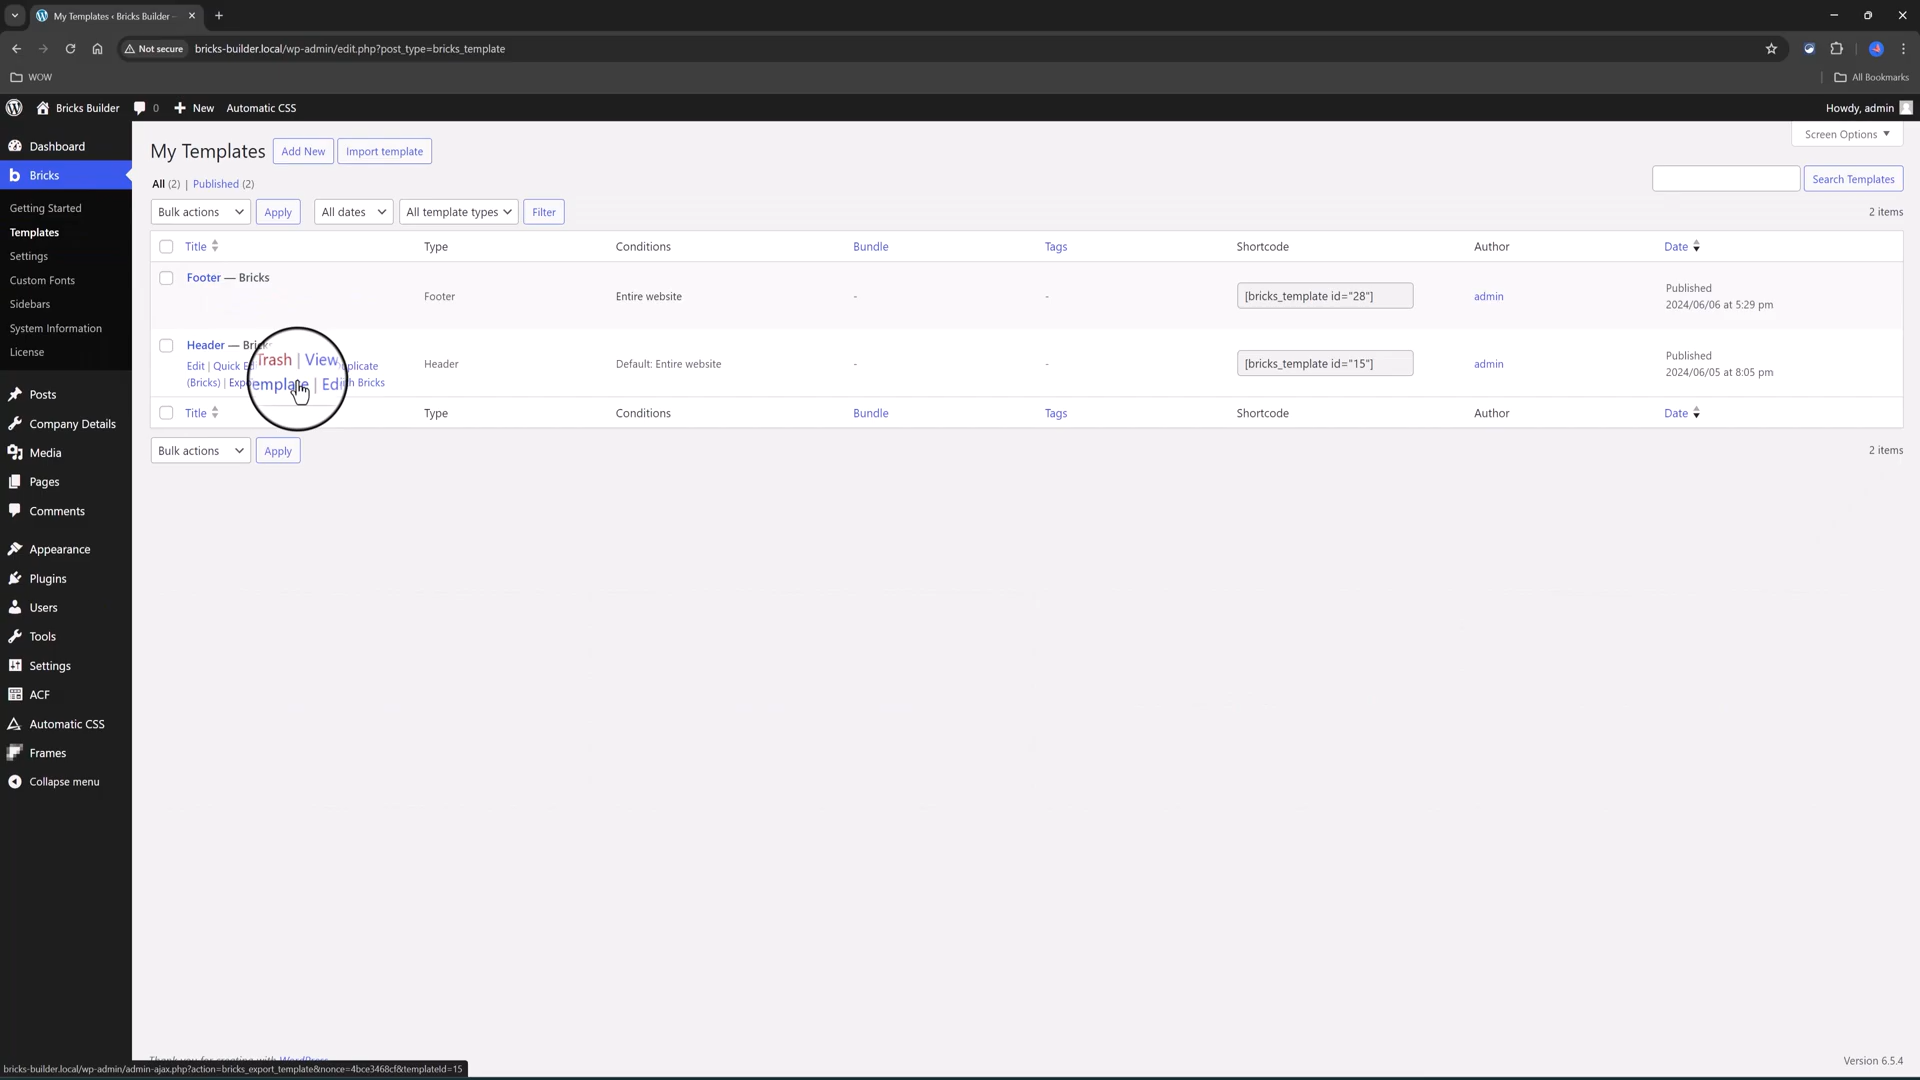 My Templates ‹ Bricks Builder
Not secure
bricks-builder.local/wp-admin/edit.php?post_type=bricks_template
WOW
All Bookmarks
Bricks Builder
0
New
Automatic CSS
Howdy, admin
Dashboard
Bricks
Getting Started
Templates
Settings
Custom Fonts
Sidebars
System Information
License
Posts
Company Details
Media
Pages
Comments
Appearance
Plugins
Users
Tools
Settings
ACF
Automatic CSS
Frames
Collapse menu
Screen Options
My Templates
Add New
Import template
All (2) | Published (2)
Search Templates
Bulk actions
Apply
All dates
All template types
Filter
2 items
Title
Type
Conditions
Bundle
Tags
Shortcode
Author
Date
Footer — Bricks
Footer
Entire website
-
-
[bricks_template id="28"]
admin
Published
2024/06/06 at 5:29 pm
Header —
Edit | Quick
Trash | View
(Bricks) |
Bricks
Header
Default: Entire website
-
-
[bricks_template id="15"]
admin
Published
2024/06/05 at 8:05 pm
Title
Type
Conditions
Bundle
Tags
Shortcode
Author
Date
Bulk actions
Apply
2 items
Thank you for creating with WordPress
Version 6.5.4
bricks-builder.local/wp-admin/admin-ajax.php?action=bricks_export_template&nonce=4bce3468cf&templateId=15